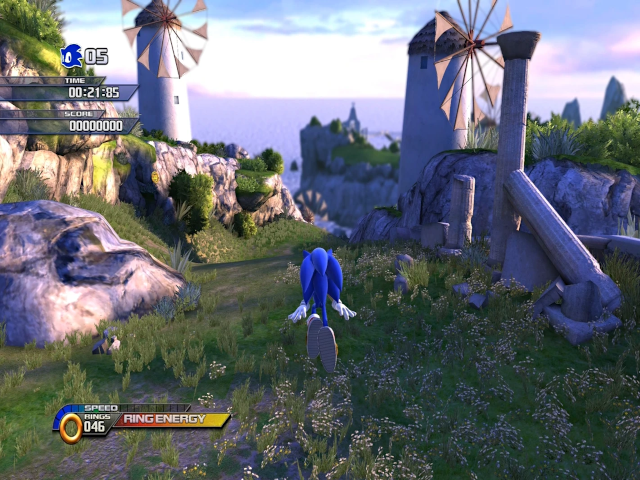 05
TIME
00:21:85
SCORE
00000000
SPEED
RINGS
046
RING ENERGY